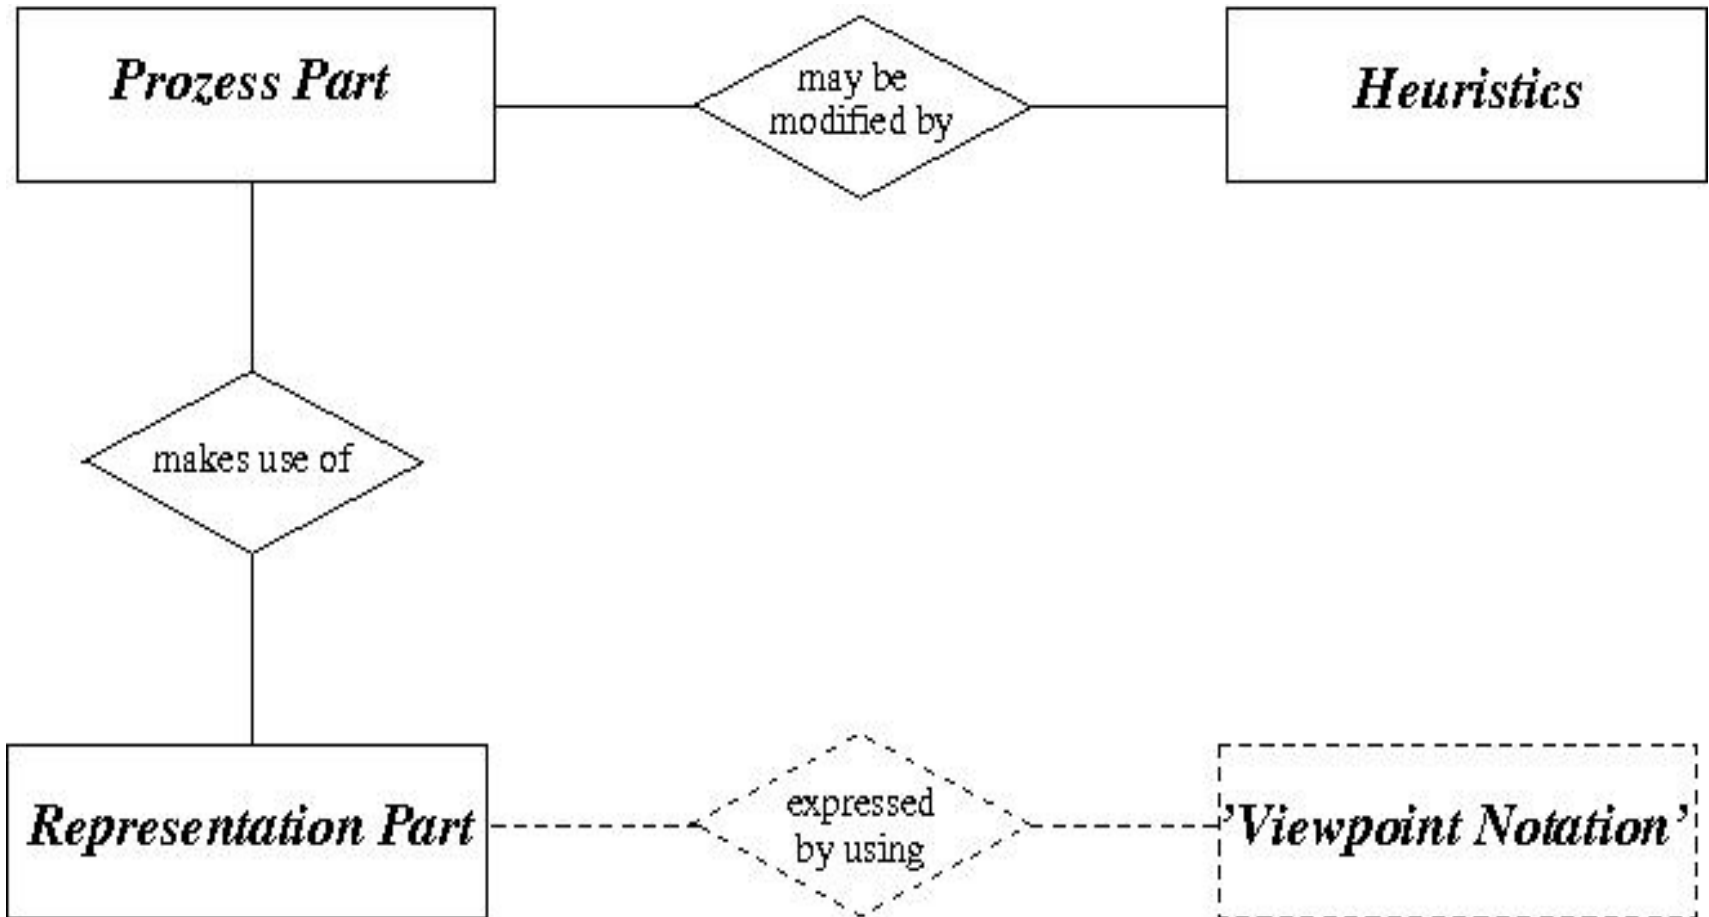 Prozess Part
may be
modified by
Heuristics
makes use of
Representation Part
expressed
by using
'Viewpoint Notation'